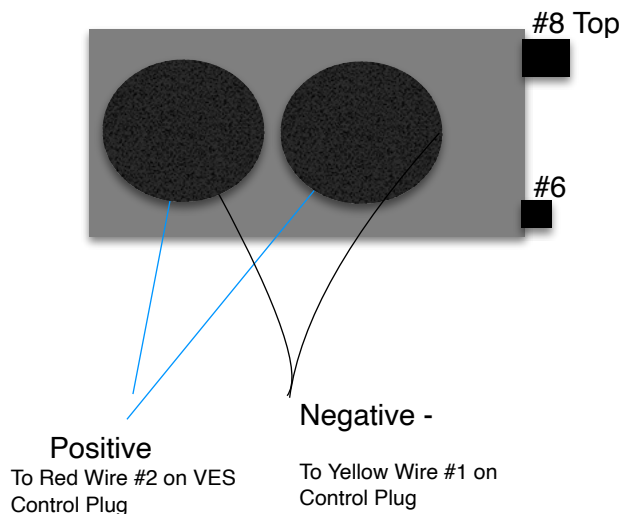 #8 Top
#6
Positive
To Red Wire #2 on VES
Control Plug
Negative -
To Yellow Wire #1 on
Control Plug